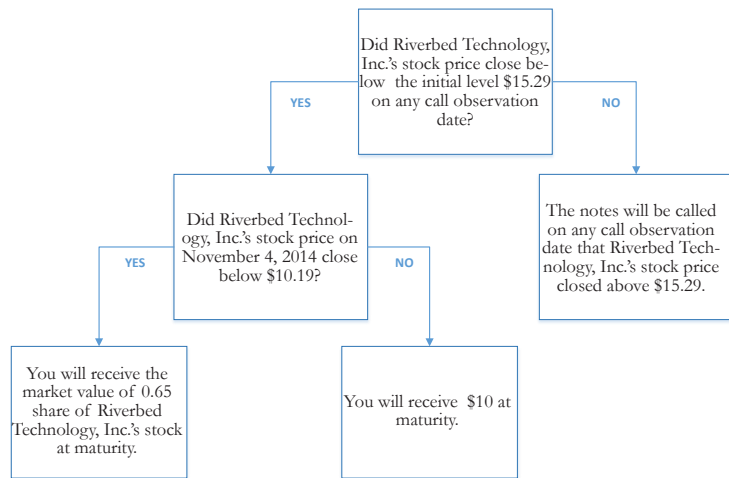 Did Riverbed Technology,
Inc.'s stock price close be-
low the initial level $15.29
on any call observation
date?
YES
NO
Did Riverbed Technol-
ogy, Inc.'s stock price on
November 4, 2014 close
below $10.19?
The notes will be called
on any call observation
date that Riverbed Tech-
nology, Inc.'s stock price
closed above $15.29.
YES
NO
You will receive the
market value of 0.65
share of Riverbed
Technology, Inc.'s stock
at maturity.
You will receive $10 at
maturity.